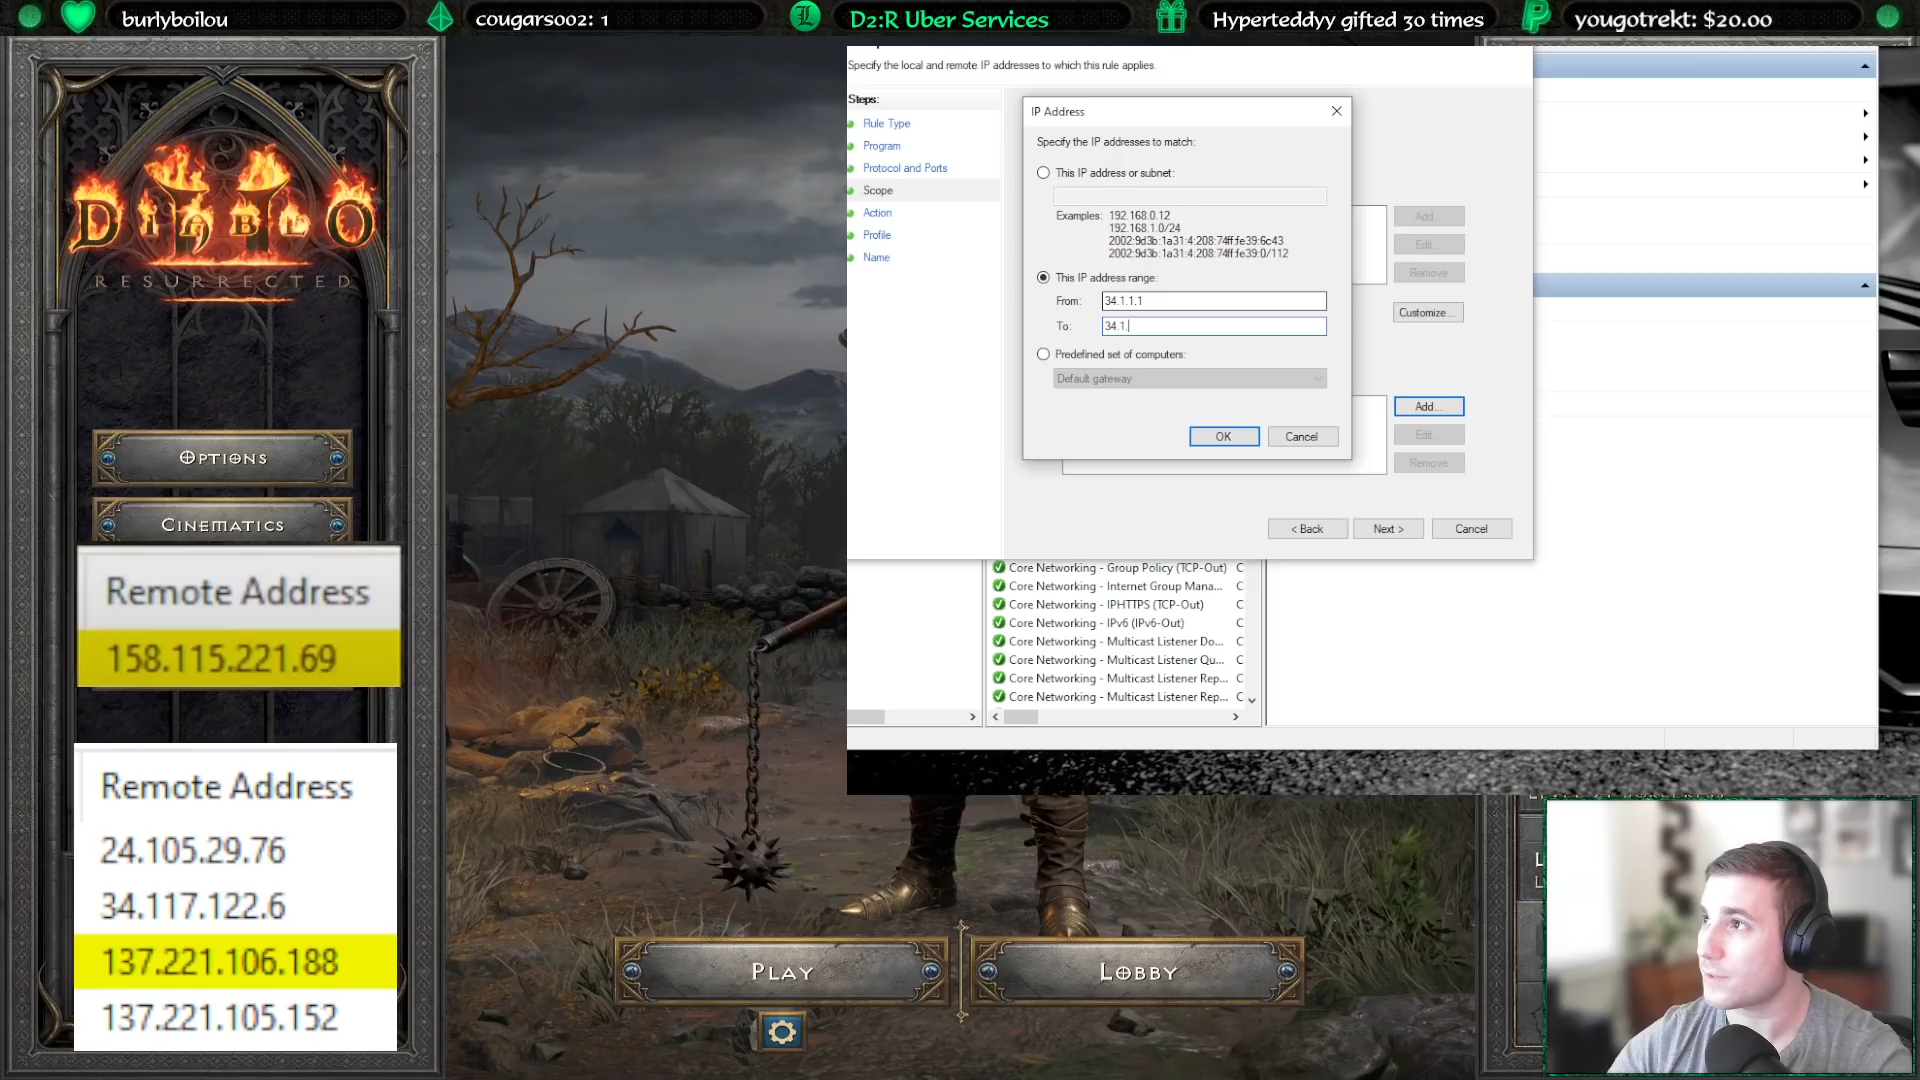 burlyboilou
cougars002: 1
D2:R Uber Services
Hyperteddyy gifted 30 times
yougotrekt: $20.00
DIABLO
II
RESURRECTED
OPTIONS
CINEMATICS
Remote Address
158.115.221.69
Remote Address
24.105.29.76
34.117.122.6
137.221.106.188
137.221.105.152
Specify the local and remote IP addresses to which this rule applies.
Steps:
Rule Type
Program
Protocol and Ports
Scope
Action
Profile
Name
IP Address
Specify the IP addresses to match:
This IP address or subnet:
Examples: 192.168.0.12
192.168.1.0/24
2002:9d3b:1a31:4:208:74ff:fe39:6c43
2002:9d3b:1a31:4:208:74ff:fe39:0/112
This IP address range:
From: 34.1.1.1
To: 34.1.
Predefined set of computers:
Default gateway
OK
Cancel
Add...
Edit...
Remove
Customize...
Add...
Edit
Remove
< Back
Next >
Cancel
Core Networking - Group Policy (TCP-Out) C
Core Networking - Internet Group Mana... C
Core Networking - IPHTTPS (TCP-Out) C
Core Networking - IPv6 (IPv6-Out) C
Core Networking - Multicast Listener Do... C
Core Networking - Multicast Listener Qu... C
Core Networking - Multicast Listener Rep... C
Core Networking - Multicast Listener Rep... C
PLAY
LOBBY